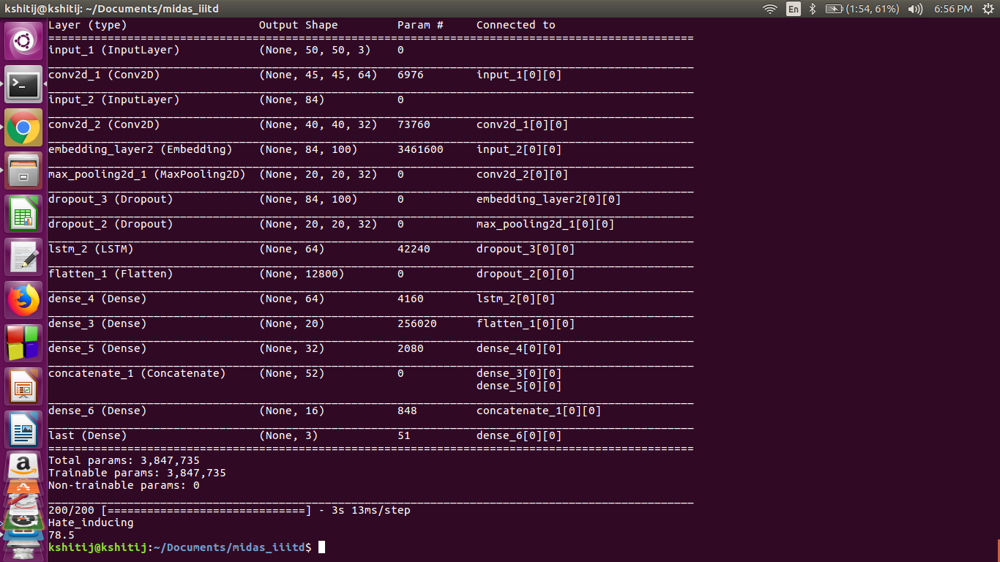 kshitij@kshitij: ~/Documents/midas_iiitd En (1:54, 61%) 6:56 PM
Layer (type) Output Shape Param # Connected to
==================================================================================================
input_1 (InputLayer) (None, 50, 50, 3) 0
__________________________________________________________________________________________________
conv2d_1 (Conv2D) (None, 45, 45, 64) 6976 input_1[0][0]
__________________________________________________________________________________________________
input_2 (InputLayer) (None, 84) 0
__________________________________________________________________________________________________
conv2d_2 (Conv2D) (None, 40, 40, 32) 73760 conv2d_1[0][0]
__________________________________________________________________________________________________
embedding_layer2 (Embedding) (None, 84, 100) 3461600 input_2[0][0]
__________________________________________________________________________________________________
max_pooling2d_1 (MaxPooling2D) (None, 20, 20, 32) 0 conv2d_2[0][0]
__________________________________________________________________________________________________
dropout_3 (Dropout) (None, 84, 100) 0 embedding_layer2[0][0]
__________________________________________________________________________________________________
dropout_2 (Dropout) (None, 20, 20, 32) 0 max_pooling2d_1[0][0]
__________________________________________________________________________________________________
lstm_2 (LSTM) (None, 64) 42240 dropout_3[0][0]
__________________________________________________________________________________________________
flatten_1 (Flatten) (None, 12800) 0 dropout_2[0][0]
__________________________________________________________________________________________________
dense_4 (Dense) (None, 64) 4160 lstm_2[0][0]
__________________________________________________________________________________________________
dense_3 (Dense) (None, 20) 256020 flatten_1[0][0]
__________________________________________________________________________________________________
dense_5 (Dense) (None, 32) 2080 dense_4[0][0]
__________________________________________________________________________________________________
concatenate_1 (Concatenate) (None, 52) 0 dense_3[0][0]
dense_5[0][0]
__________________________________________________________________________________________________
dense_6 (Dense) (None, 16) 848 concatenate_1[0][0]
__________________________________________________________________________________________________
last (Dense) (None, 3) 51 dense_6[0][0]
==================================================================================================
Total params: 3,847,735
Trainable params: 3,847,735
Non-trainable params: 0
__________________________________________________________________________________________________
200/200 [==============================] - 3s 13ms/step
Hate_inducing
78.5
kshitij@kshitij:~/Documents/midas_iiitd$